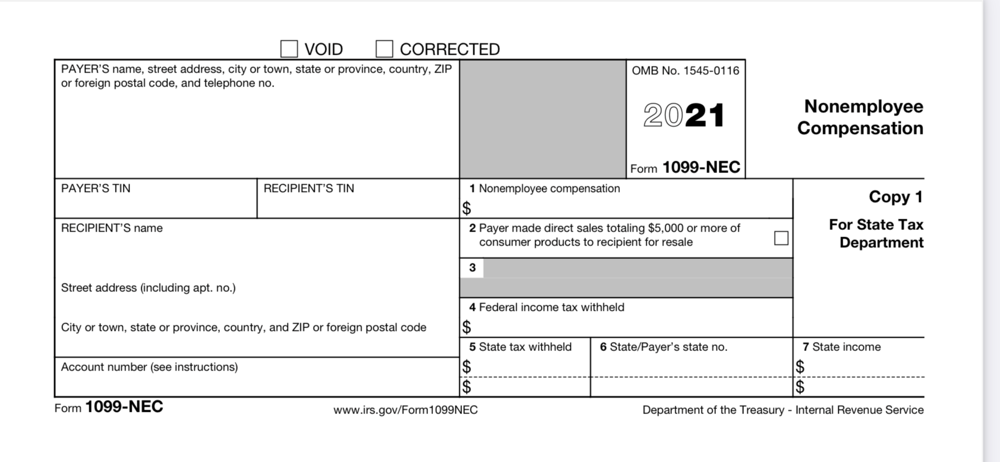 VOID CORRECTED
PAYER'S name, street address, city or town, state or province, country, ZIP
or foreign postal code, and telephone no.
OMB No. 1545-0116
2021
Form 1099-NEC
Nonemployee
Compensation
PAYER'S TIN
RECIPIENT'S TIN
1 Nonemployee compensation
$
Copy 1
For State Tax
Department
RECIPIENT'S name
Street address (including apt. no.)
City or town, state or province, country, and ZIP or foreign postal code
2 Payer made direct sales totaling $5,000 or more of
consumer products to recipient for resale
3
4 Federal income tax withheld
$
Account number (see instructions)
5 State tax withheld
$
$
6 State/Payer's state no.
7 State income
$
$
Form 1099-NEC
www.irs.gov/Form1099NEC
Department of the Treasury - Internal Revenue Service